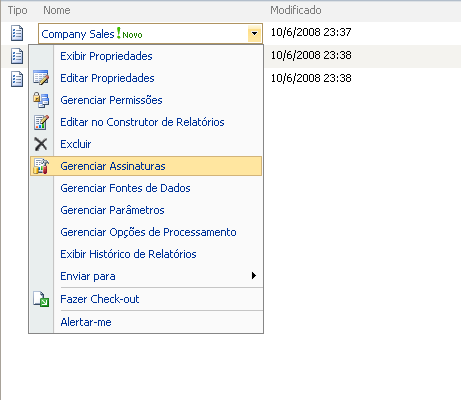 Tipo Nome Modificado
Company Sales ! Novo 10/6/2008 23:37
Exibir Propriedades 10/6/2008 23:38
Editar Propriedades 10/6/2008 23:38
Gerenciar Permissões
Editar no Construtor de Relatórios
Excluir
Gerenciar Assinaturas
Gerenciar Fontes de Dados
Gerenciar Parâmetros
Gerenciar Opções de Processamento
Exibir Histórico de Relatórios
Enviar para
Fazer Check-out
Alertar-me